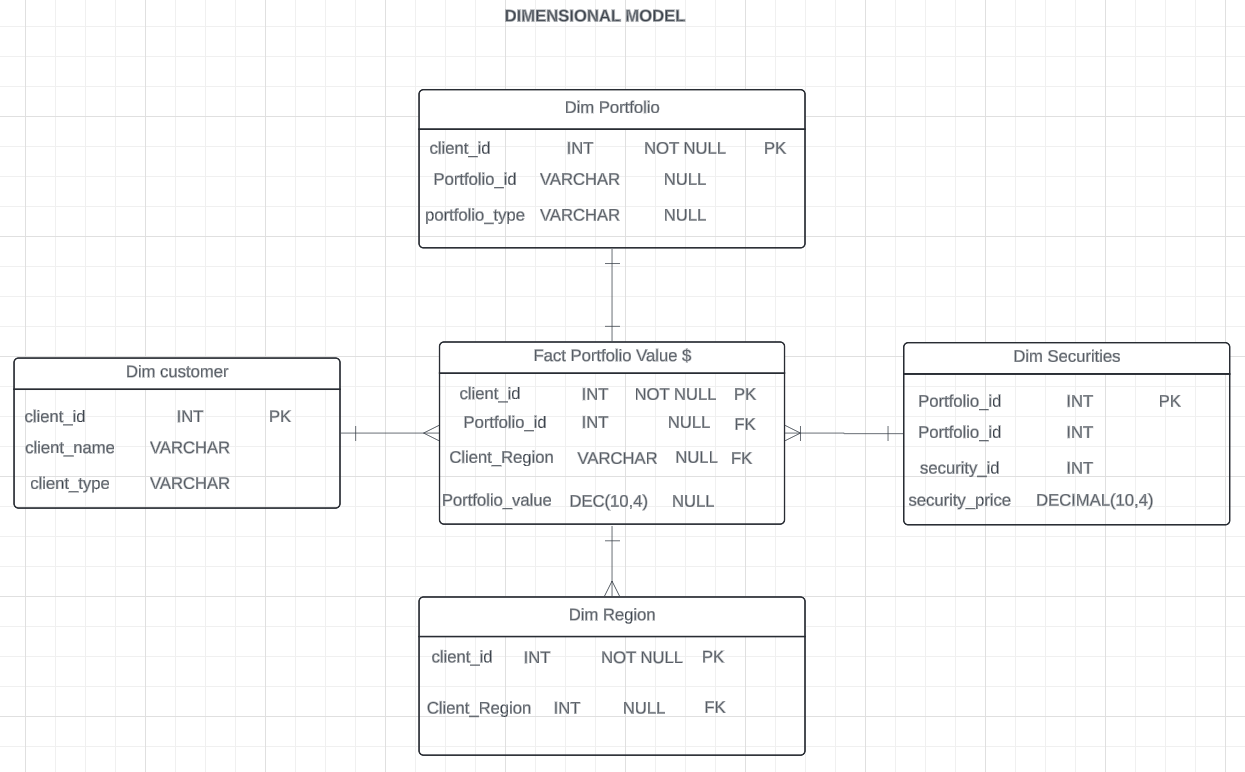 DIMENSIONAL MODEL
Dim Portfolio
client_id INT NOT NULL PK
Portfolio_id VARCHAR NULL
portfolio_type VARCHAR NULL
Dim customer
client_id INT PK
client_name VARCHAR
client_type VARCHAR
Fact Portfolio Value $
client_id INT NOT NULL PK
Portfolio_id INT NULL FK
Client_Region VARCHAR NULL FK
Portfolio_value DEC(10,4) NULL
Dim Securities
Portfolio_id INT PK
Portfolio_id INT
security_id INT
security_price DECIMAL(10,4)
Dim Region
client_id INT NOT NULL PK
Client_Region INT NULL FK